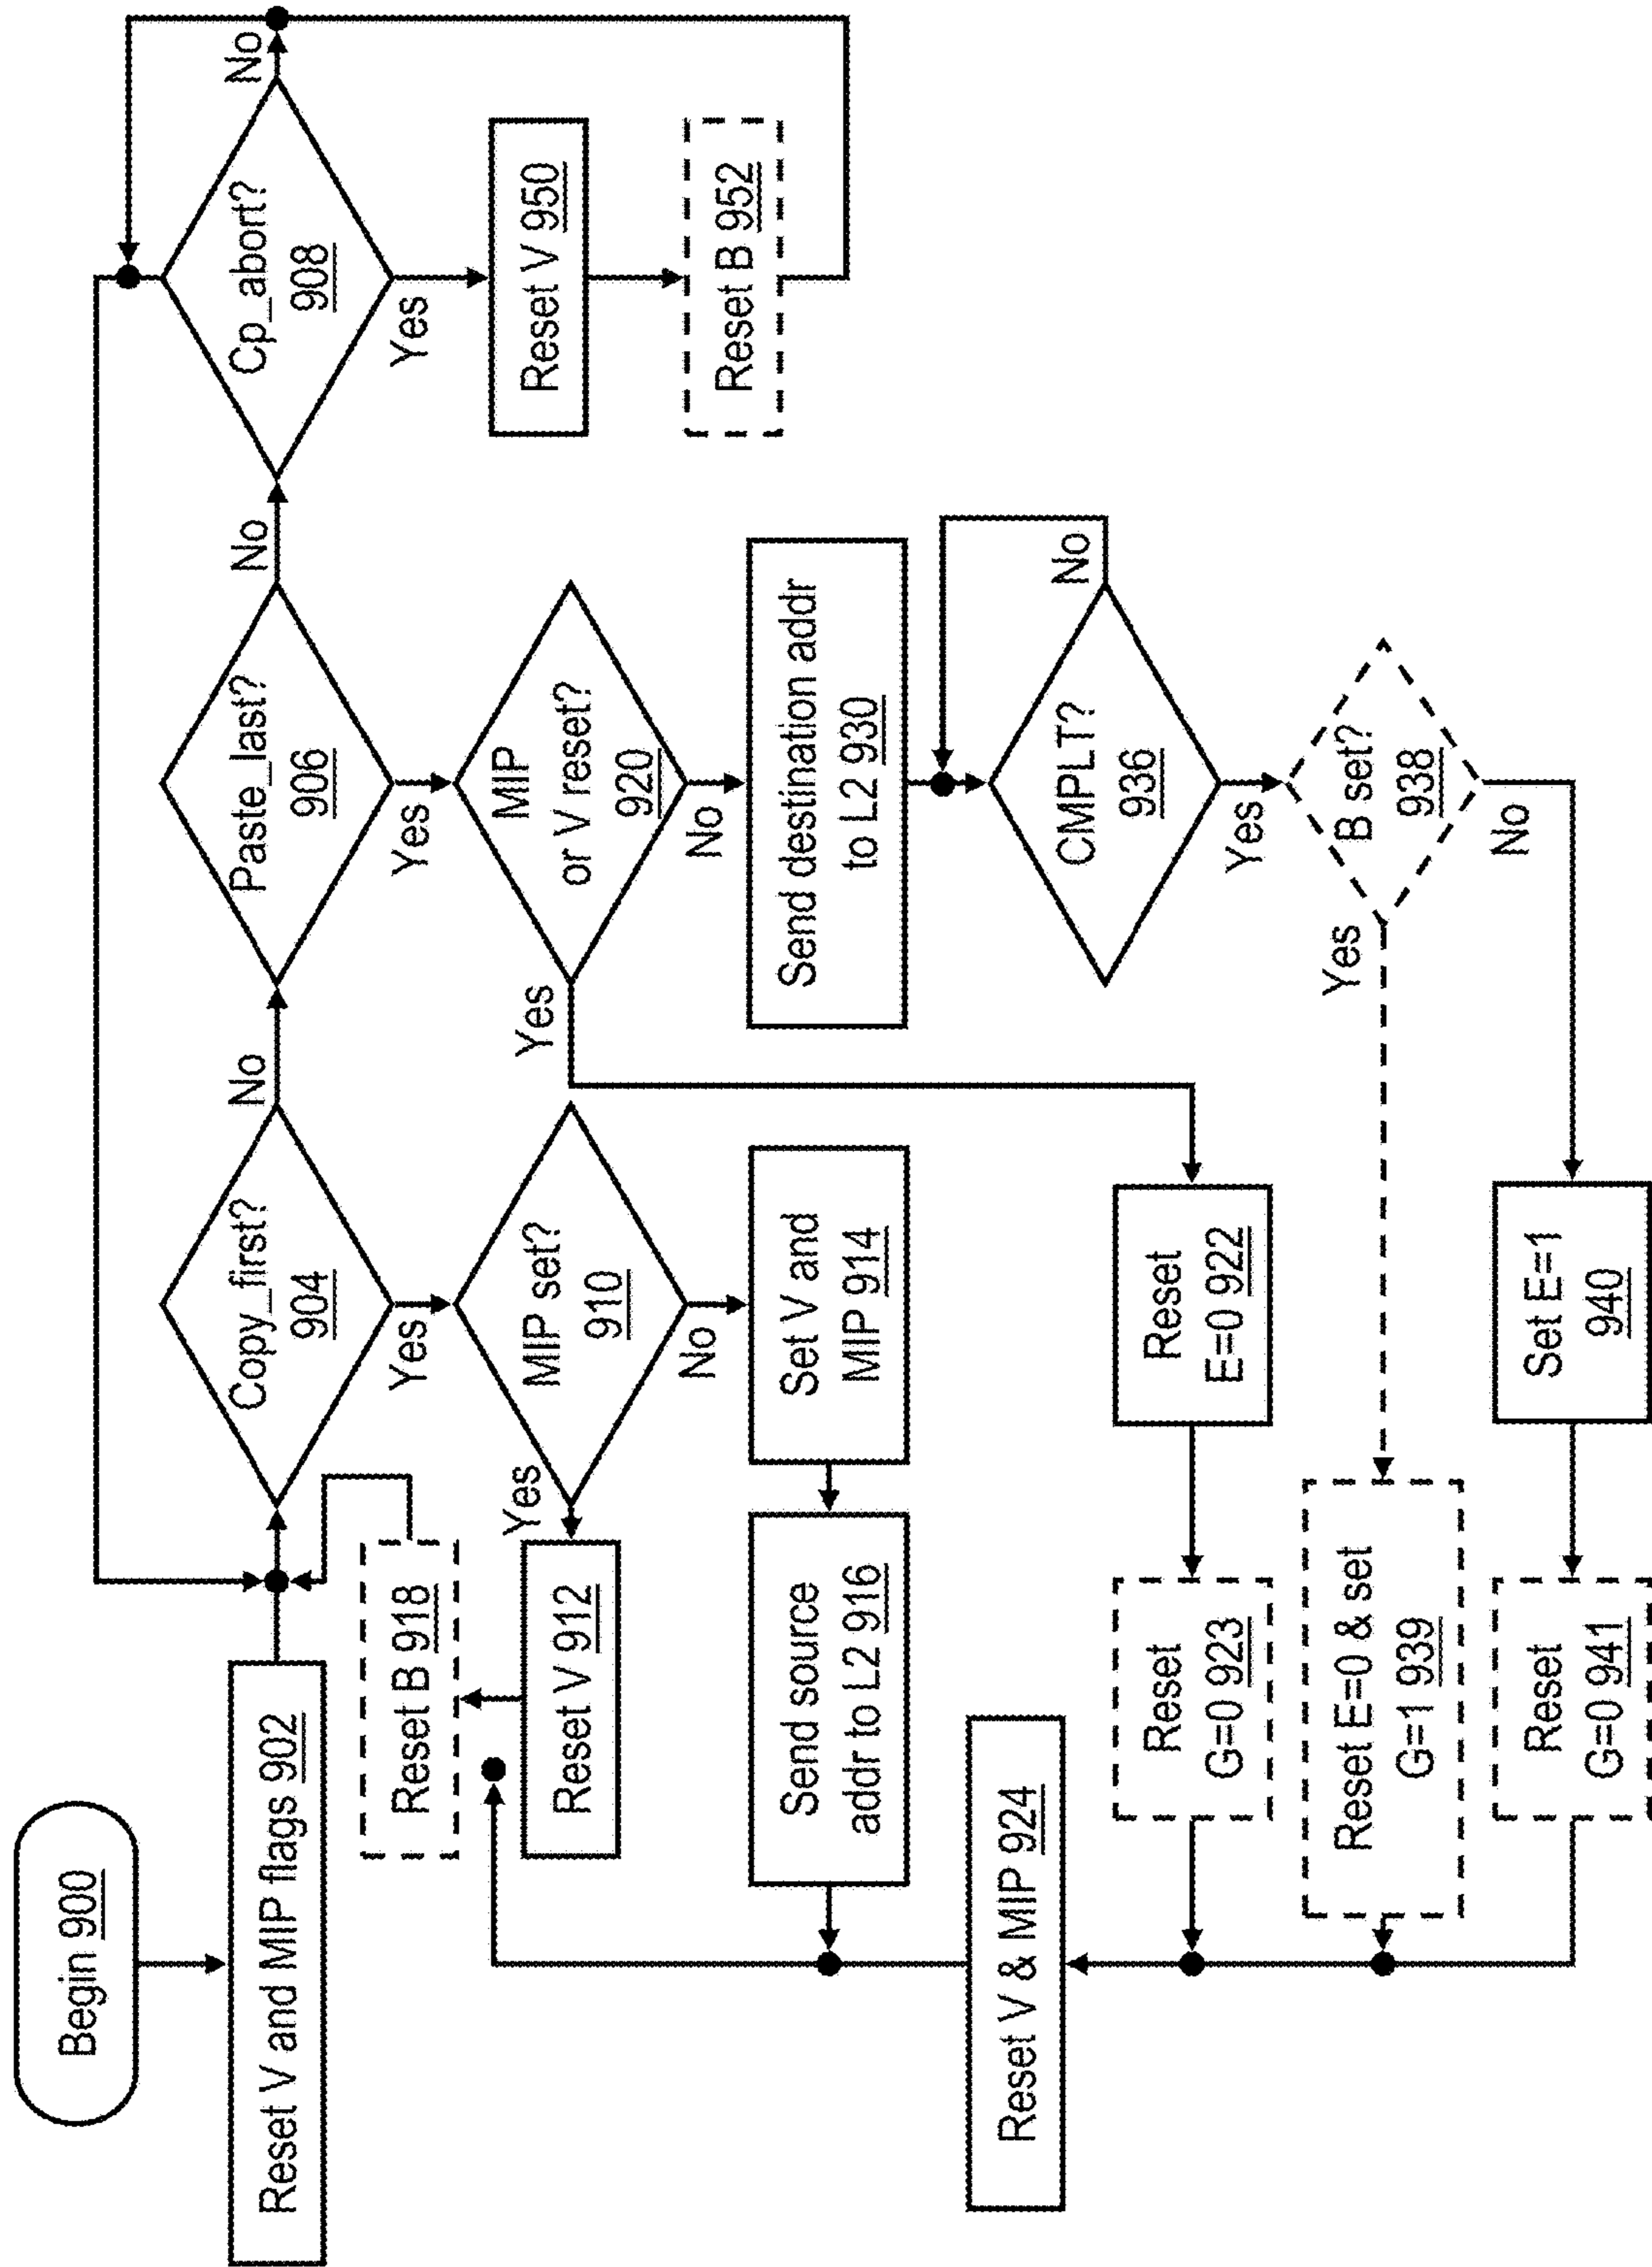 Begin 900
Reset V and MIP flags 902
Copy_first?
904
No
Yes
Paste_last?
906
No
Yes
Cp_abort?
908
No
Yes
Reset V 950
Reset B 952
MIP set?
910
Yes
No
Reset V 912
Reset B 918
Set V and
MIP 914
Send source
addr to L2 916
MIP
or V reset?
920
Yes
No
Send destination addr
to L2 930
CMPLT?
936
No
Yes
B set?
938
Yes
No
Reset
E=0 922
Reset
G=0 923
Reset E=0 & set
G=1 939
Set E=1
940
Reset
G=0 941
Reset V & MIP 924